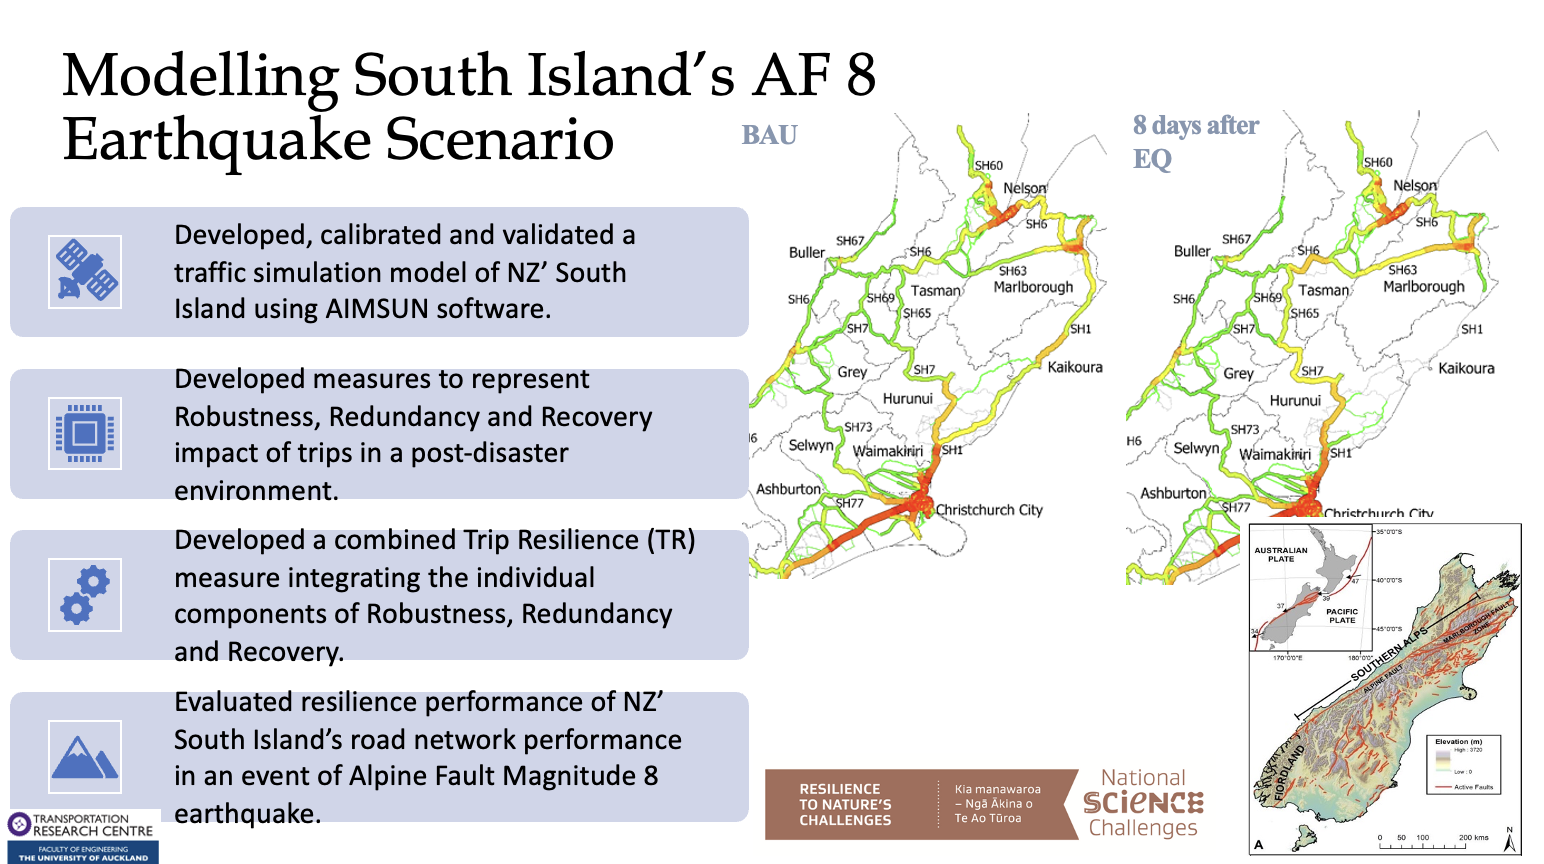 Modelling South Island’s AF 8
Earthquake Scenario
Developed, calibrated and validated a
traffic simulation model of NZ’ South
Island using AIMSUN software.
Developed measures to represent
Robustness, Redundancy and Recovery
impact of trips in a post-disaster
environment.
Developed a combined Trip Resilience (TR)
measure integrating the individual
components of Robustness, Redundancy
and Recovery.
Evaluated resilience performance of NZ’
South Island’s road network performance
in an event of Alpine Fault Magnitude 8
earthquake.
TRANSPORTATION
RESEARCH CENTRE
FACULTY OF ENGINEERING
THE UNIVERSITY OF AUCKLAND
BAU
SH60
Nelson
SH6
SH67
Buller
SH6
SH63
Marlborough
Tasman
SH69
SH6
SH65
SH7
SH1
Grey
SH7
Kaikoura
Hurunui
SH73
Selwyn
Waimakiriri
SH1
Ashburton
SH77
Christchurch City
8 days after
EQ
SH60
Nelson
SH6
SH67
Buller
SH6
SH63
Marlborough
Tasman
SH69
SH6
SH65
SH7
SH1
Grey
SH7
Kaikoura
Hurunui
H6
SH73
Selwyn
Waimakiriri
SH1
Ashburton
SH77
Christchurch City
AUSTRALIAN
PLATE
PACIFIC
PLATE
47
39
37
35°0'0"S
40°0'0"S
45°0'0"S
170°0'0"E
180°0'0"
SOUTHERN ALPS
MARLBOROUGH FAULT
ZONE
ALPINE FAULT
FIORDLAND
Elevation (m)
High : 3720
Low : 0
Active Faults
A
0 50 100 200 kms
N
RESILIENCE
TO NATURE’S
CHALLENGES
Kia manawaroa
– Ngā Ākina o
Te Ao Tūroa
National
SCIENCE
Challenges